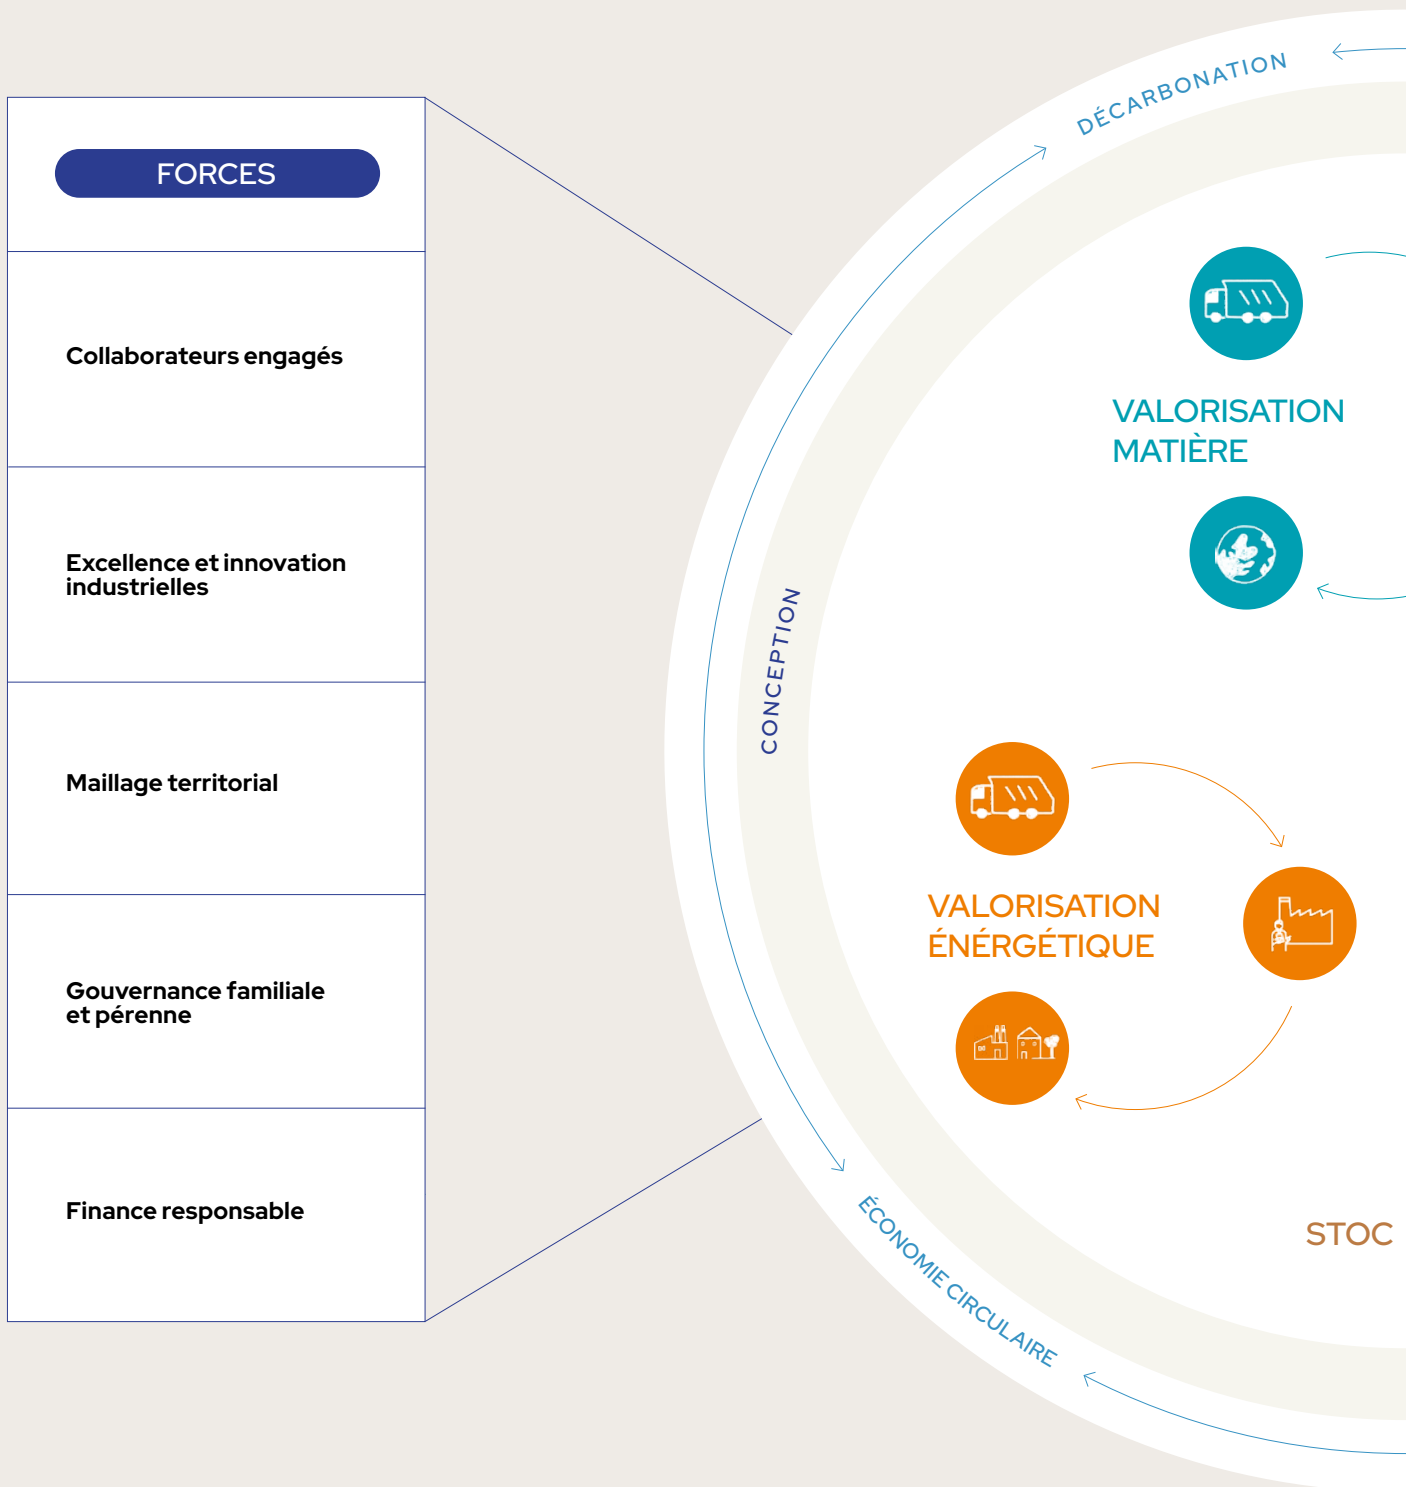 FORCES
Collaborateurs engagés
Excellence et innovation
industrielles
Maillage territorial
Gouvernance familiale
et pérenne
Finance responsable
DÉCARBONATION
CONCEPTION
ÉCONOMIE CIRCULAIRE
VALORISATION
MATIÈRE
VALORISATION
ÉNÉRGÉTIQUE
STOC